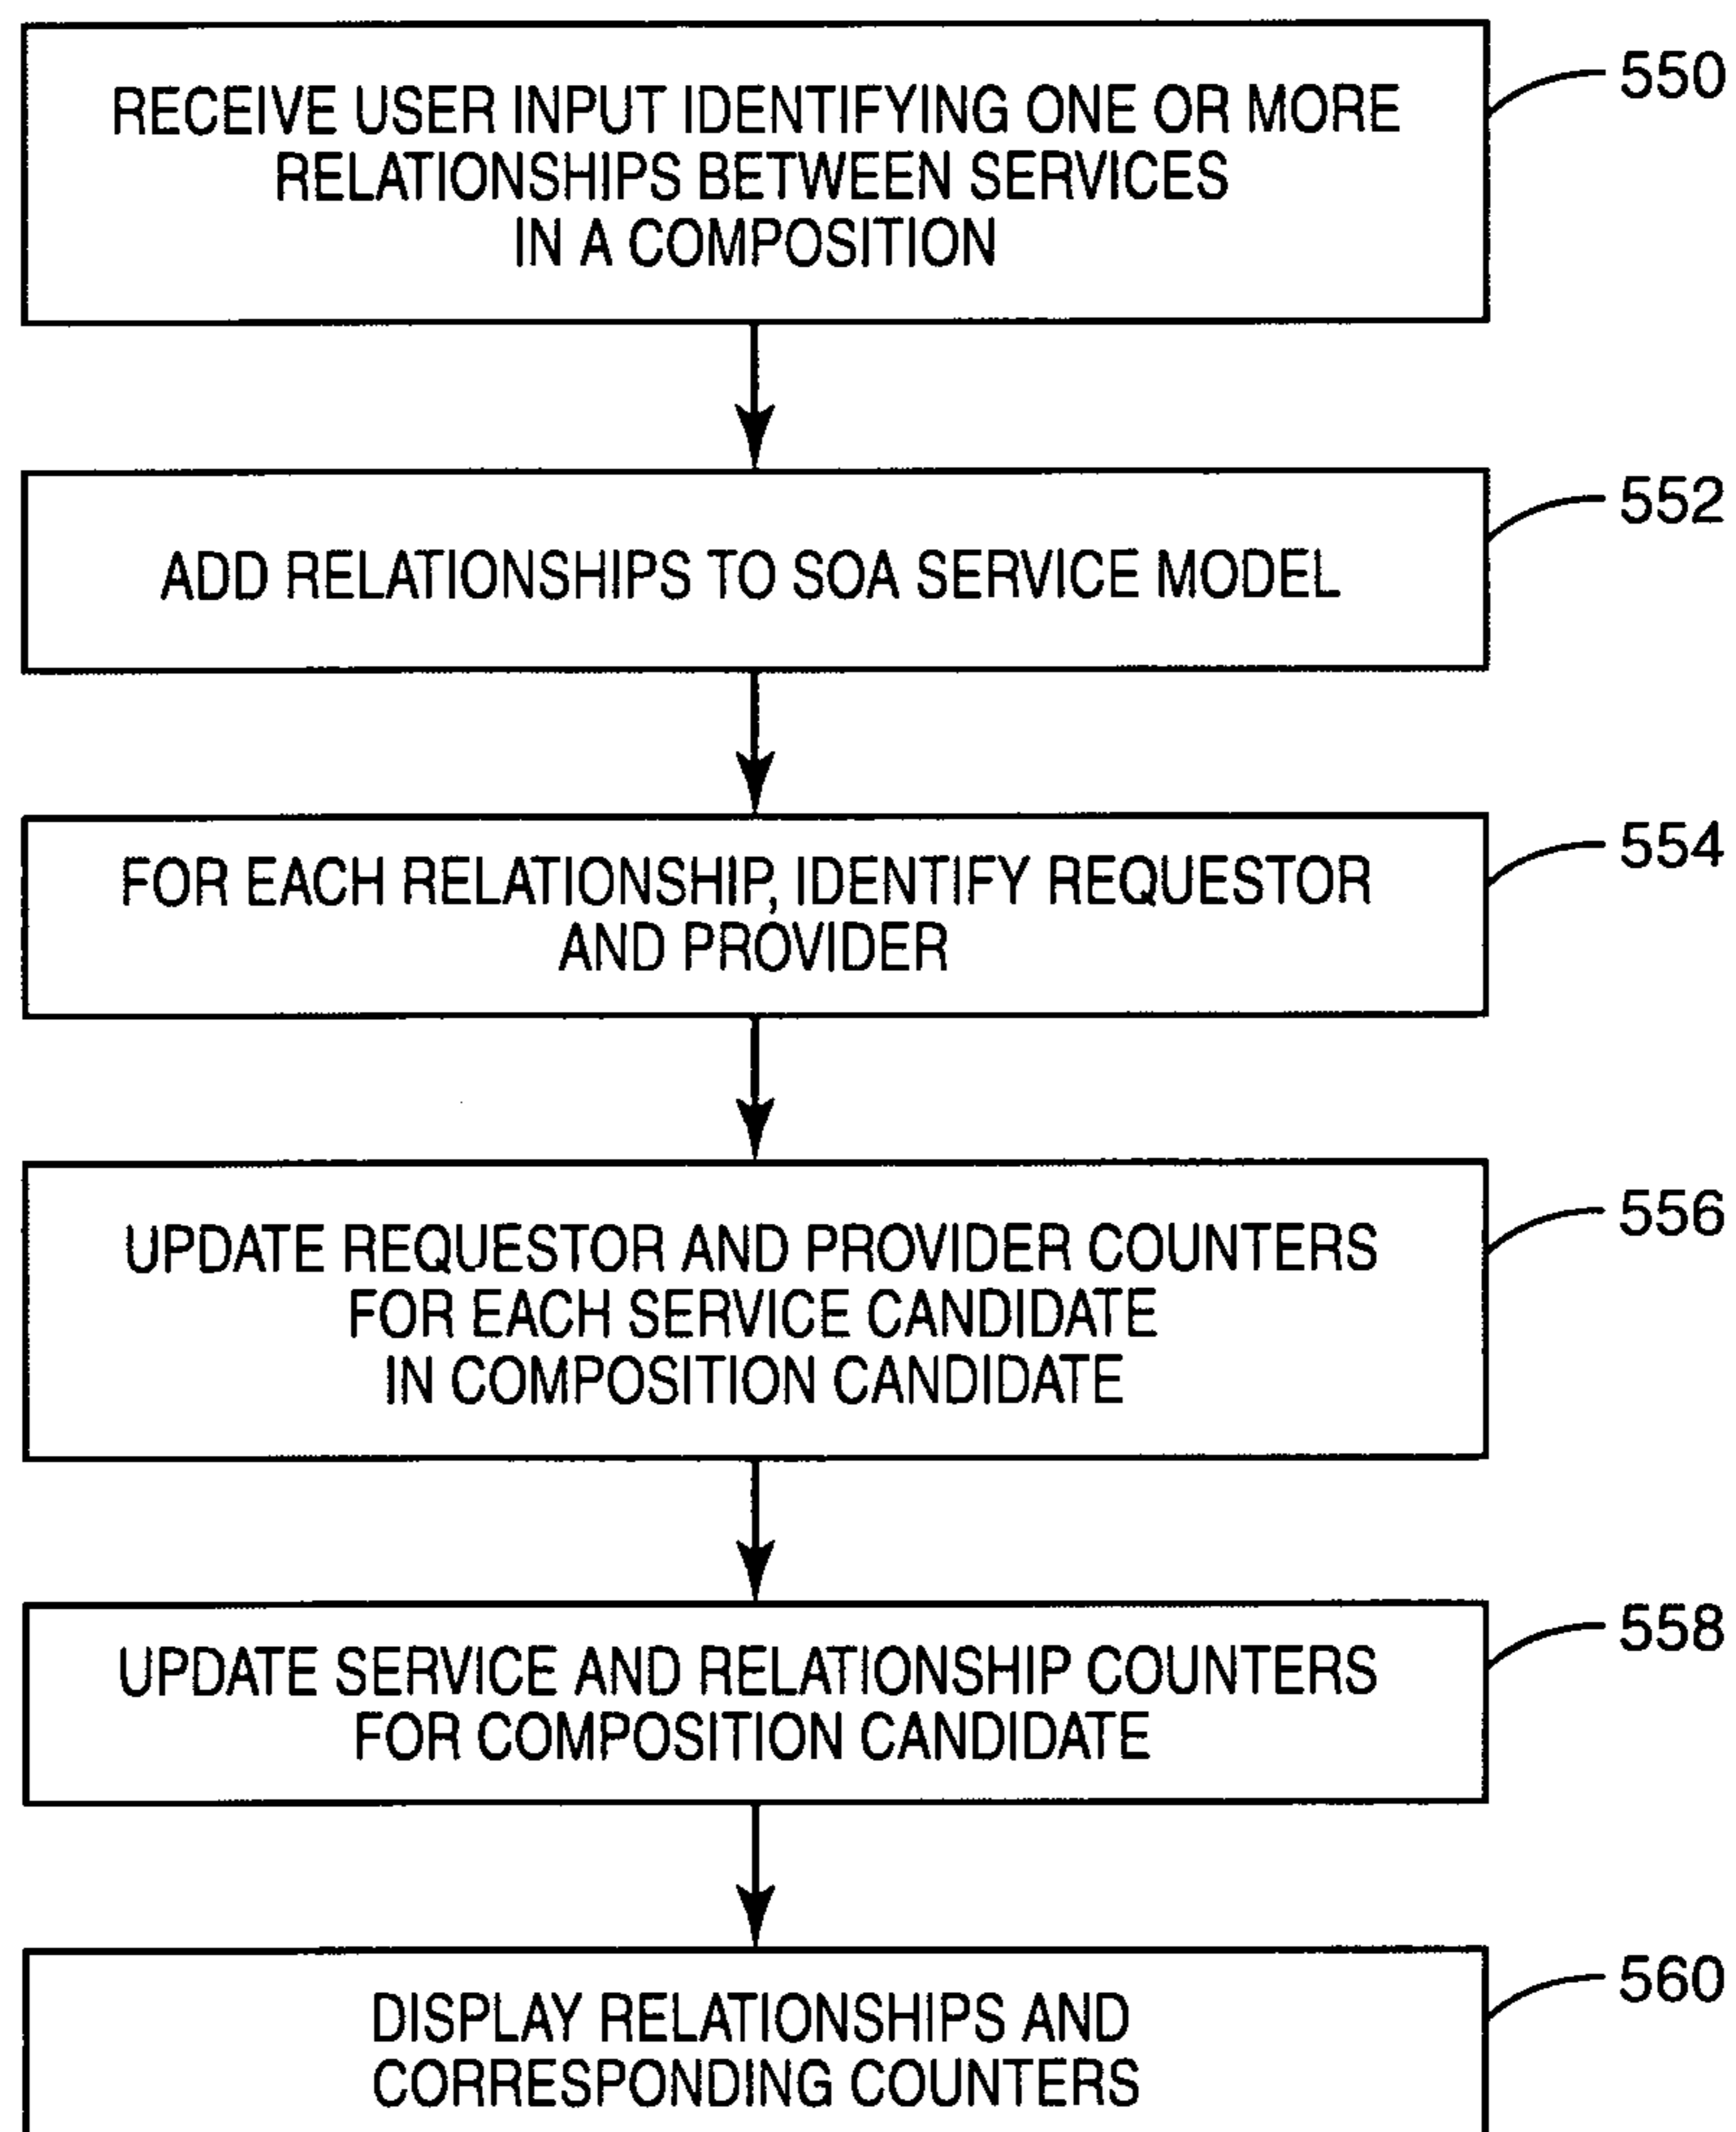 RECEIVE USER INPUT IDENTIFYING ONE OR MORE
RELATIONSHIPS BETWEEN SERVICES
IN A COMPOSITION
550
ADD RELATIONSHIPS TO SOA SERVICE MODEL
552
FOR EACH RELATIONSHIP, IDENTIFY REQUESTOR
AND PROVIDER
554
UPDATE REQUESTOR AND PROVIDER COUNTERS
FOR EACH SERVICE CANDIDATE
IN COMPOSITION CANDIDATE
556
UPDATE SERVICE AND RELATIONSHIP COUNTERS
FOR COMPOSITION CANDIDATE
558
DISPLAY RELATIONSHIPS AND
CORRESPONDING COUNTERS
560